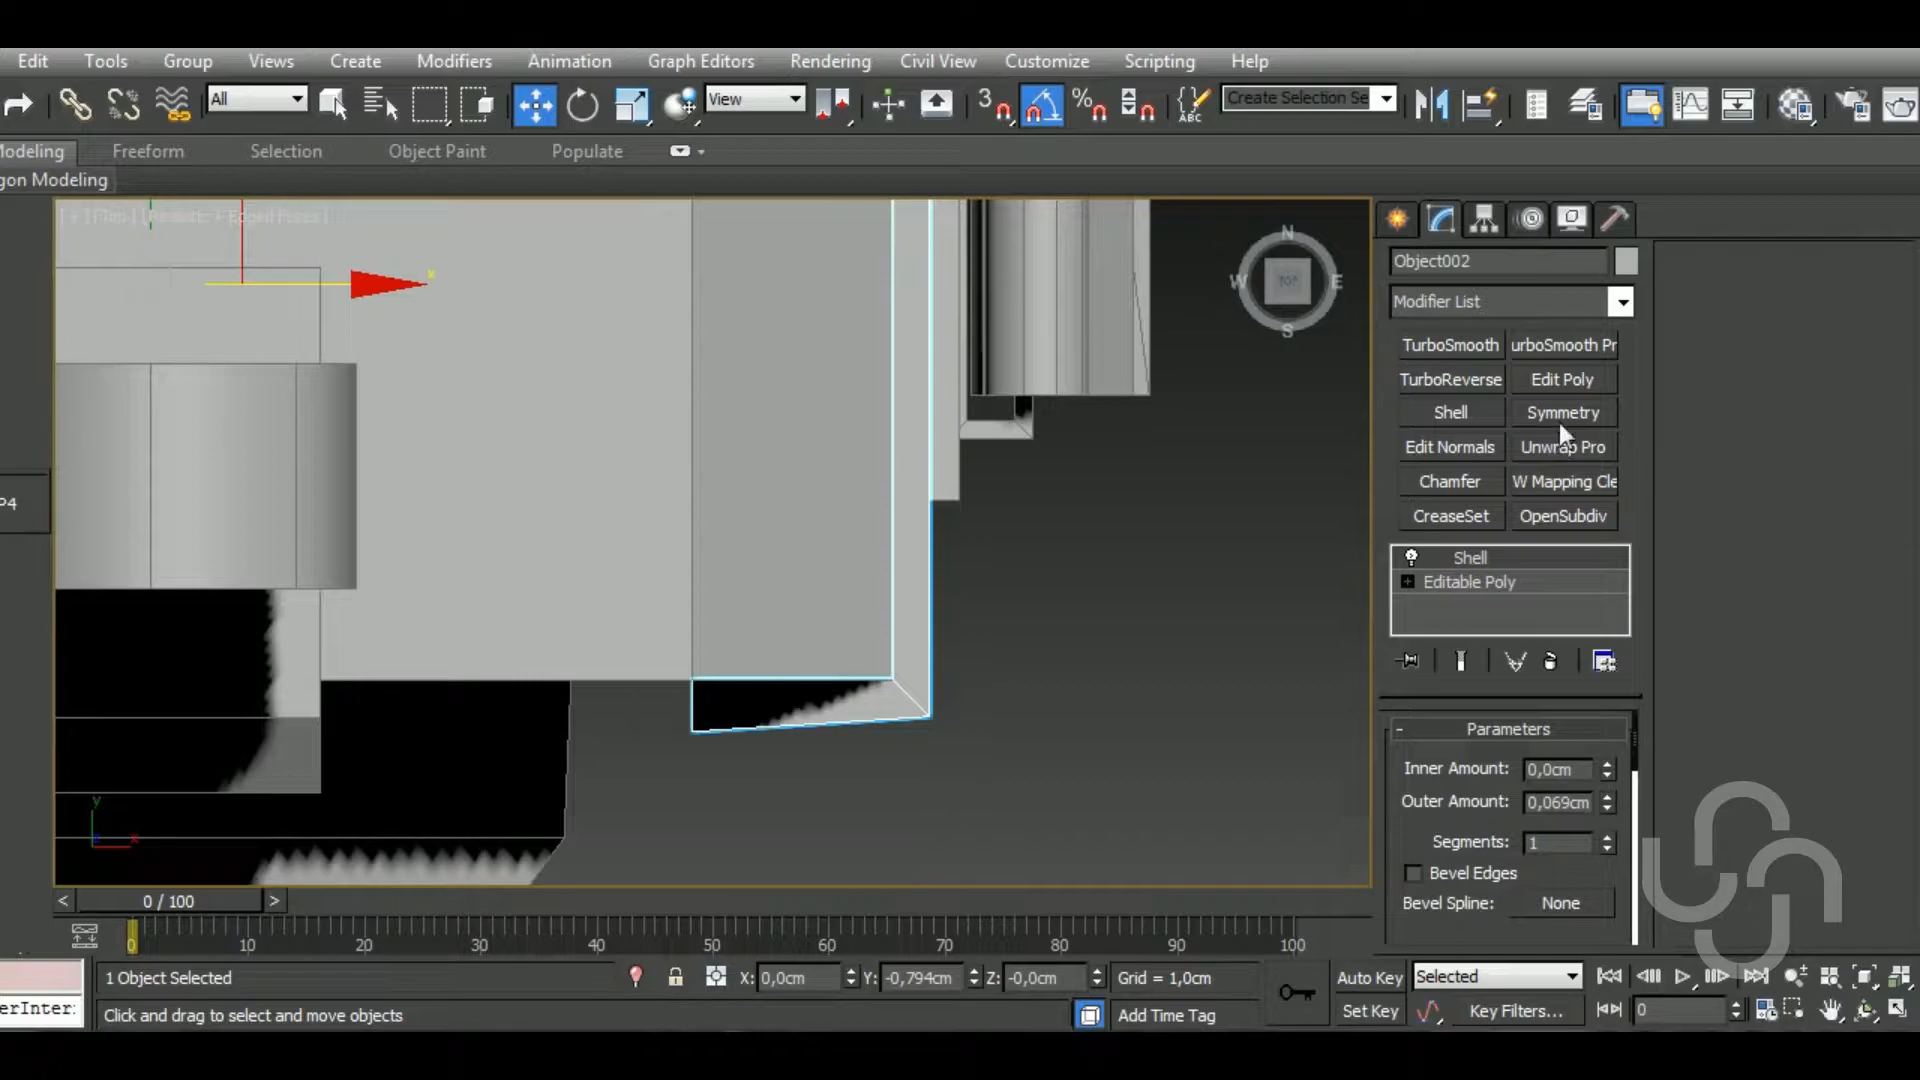 Edit Tools Group Views Create Modifiers Animation Graph Editors Rendering Civil View Customize Scripting Help
All View 3 % ABC Create Selection Se
Modeling Freeform Selection Object Paint Populate
gon Modeling
N
W TOP E
S
x
y
x
P4
Object002
Modifier List
TurboSmooth urboSmooth Pr
TurboReverse Edit Poly
Shell Symmetry
Edit Normals Unwrap Pro
Chamfer W Mapping Cle
CreaseSet OpenSubdiv
Shell
Editable Poly
- Parameters
Inner Amount: 0,0cm
Outer Amount: 0,069cm
Segments: 1
Bevel Edges
Bevel Spline: None
< 0 / 100 >
0 10 20 30 40 50 60 70 80 90 100
1 Object Selected X: 0,0cm Y: -0,794cm Z: -0,0cm Grid = 1,0cm Auto Key Selected
erInter: Click and drag to select and move objects Add Time Tag Set Key Key Filters... 0